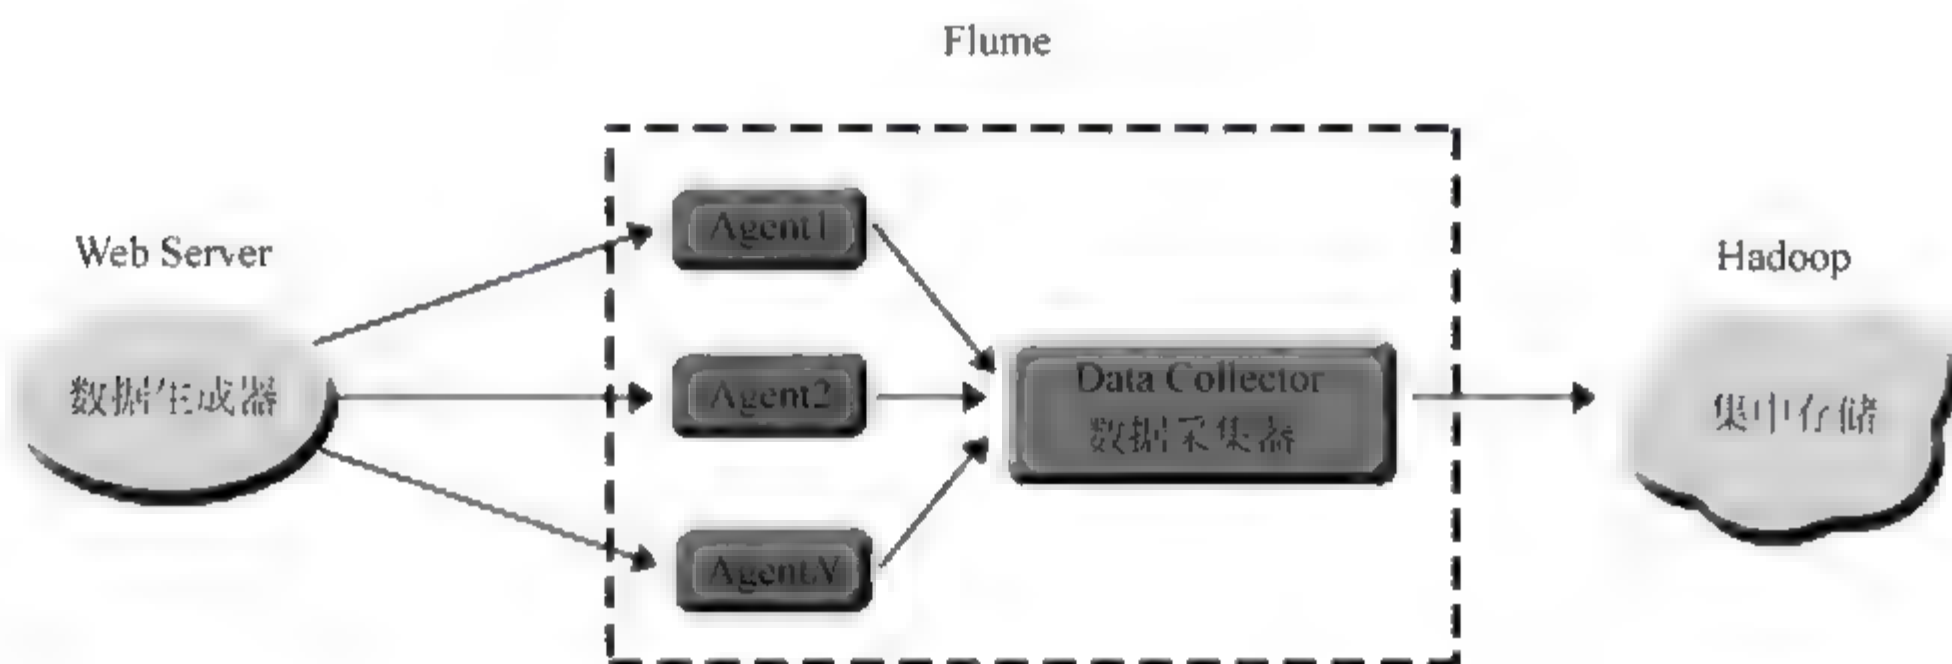 Flume
Web Server
数据生成器
Agent1
Agent2
AgentN
Data Collector
数据采集器
Hadoop
集中存储